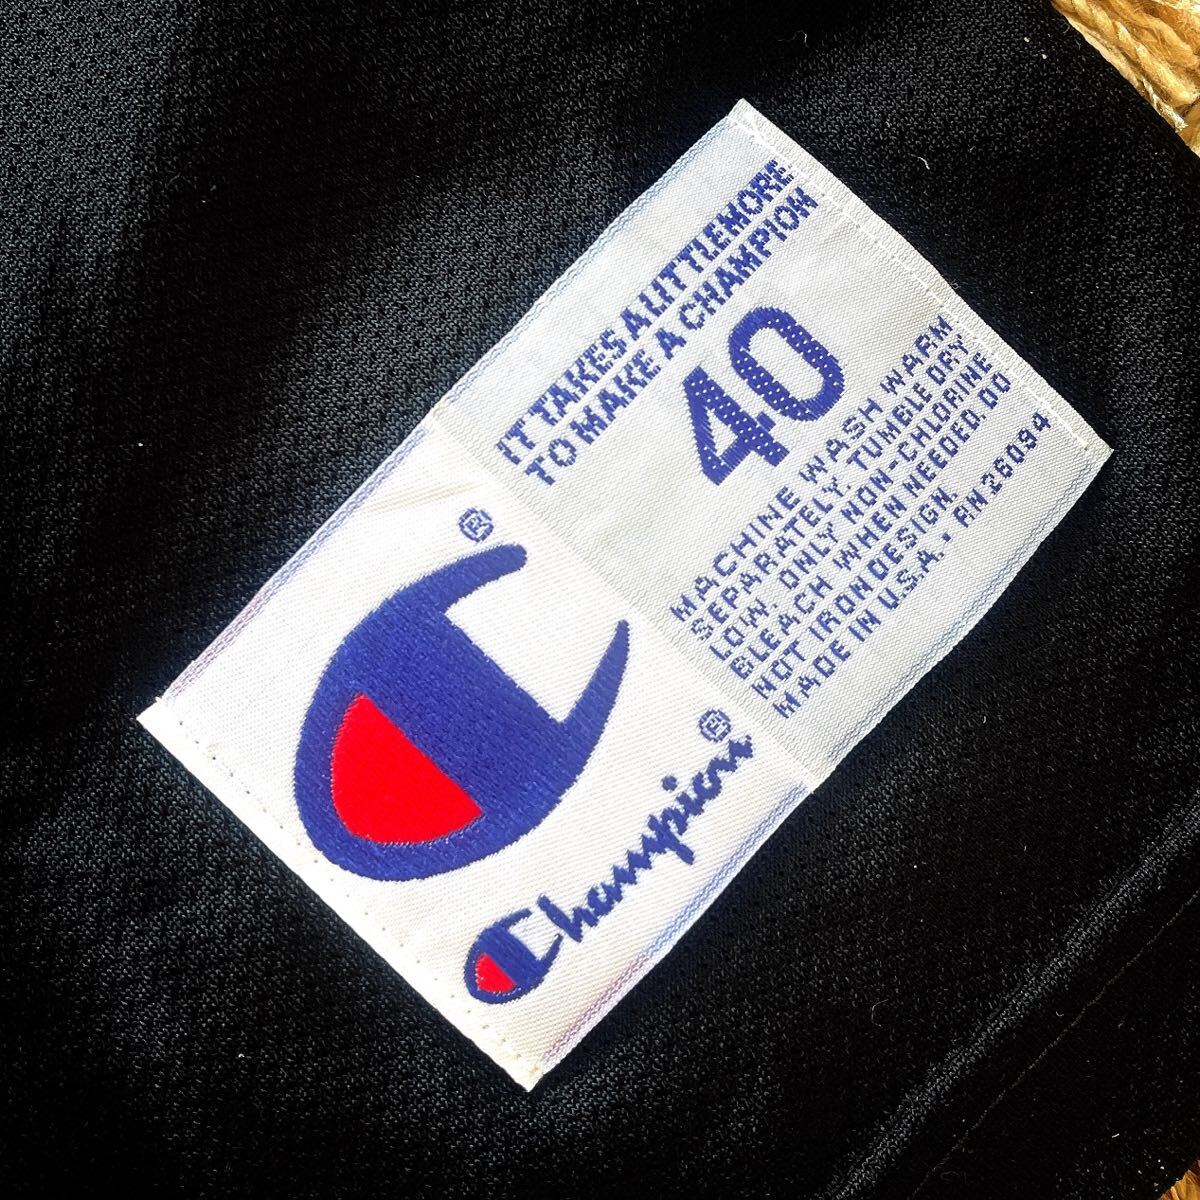 IT TAKES A LITTLE MORE
TO MAKE A CHAMPION
40
MACHINE WASH WARM
SEPARATELY. TUMBLE DRY
LOW. ONLY NON-CHLORINE
BLEACH WHEN NEEDED. DO
NOT IRON DESIGN.
MADE IN U.S.A. • RN 26094
®
Champion®